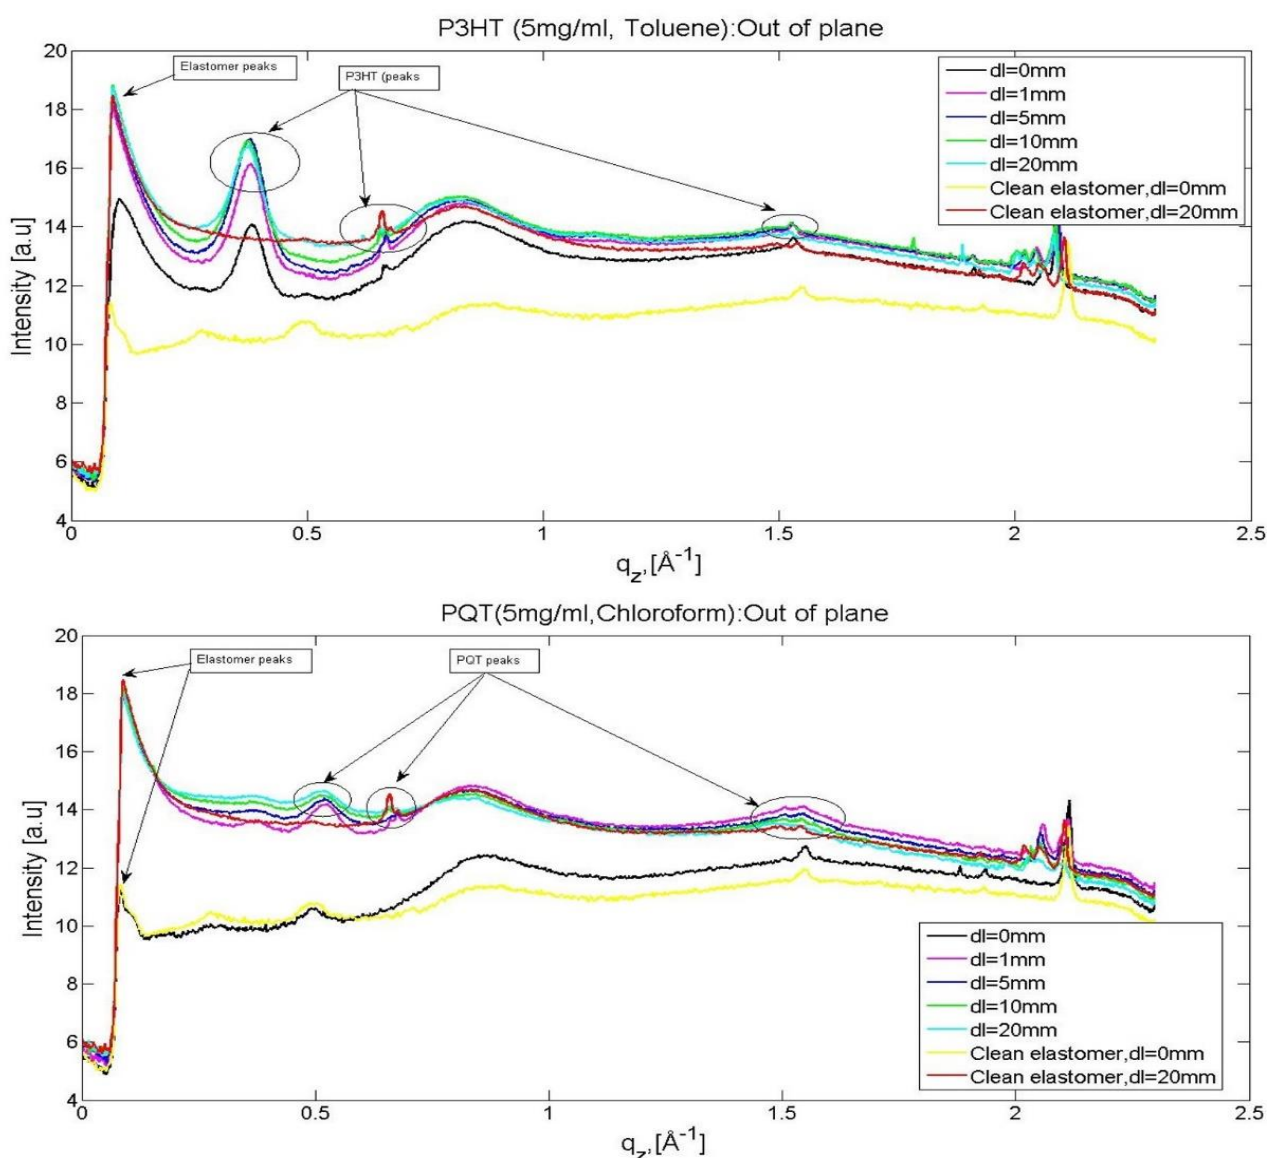 P3HT (5mg/ml, Toluene):Out of plane
20
18
16
14
12
10
8
6
4
Intensity [a.u]
Elastomer peaks
P3HT (peaks
dl=0mm
dl=1mm
dl=5mm
dl=10mm
dl=20mm
Clean elastomer,dl=0mm
Clean elastomer,dl=20mm
0
0.5
1
1.5
2
2.5
qz,[Å-1]
PQT(5mg/ml,Chloroform):Out of plane
20
18
16
14
12
10
8
6
4
Intensity [a.u]
Elastomer peaks
PQT peaks
dl=0mm
dl=1mm
dl=5mm
dl=10mm
dl=20mm
Clean elastomer,dl=0mm
Clean elastomer,dl=20mm
0
0.5
1
1.5
2
2.5
qz,[Å-1]